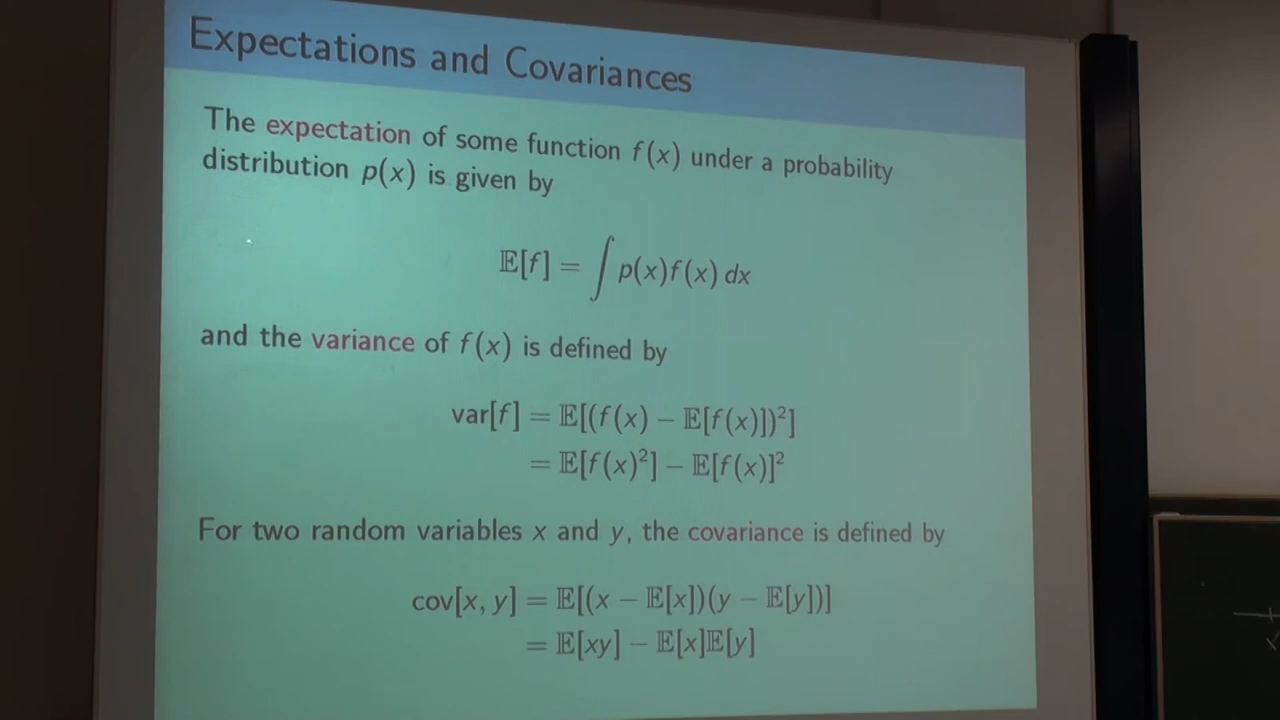 Expectations and Covariances
The expectation of some function f(x) under a probability
distribution p(x) is given by
𝔼[f] = ∫ p(x)f(x) dx
and the variance of f(x) is defined by
var[f] = 𝔼[(f(x) − 𝔼[f(x)])²]
= 𝔼[f(x)²] − 𝔼[f(x)]²
For two random variables x and y, the covariance is defined by
cov[x, y] = 𝔼[(x − 𝔼[x])(y − 𝔼[y])]
= 𝔼[xy] − 𝔼[x]𝔼[y]